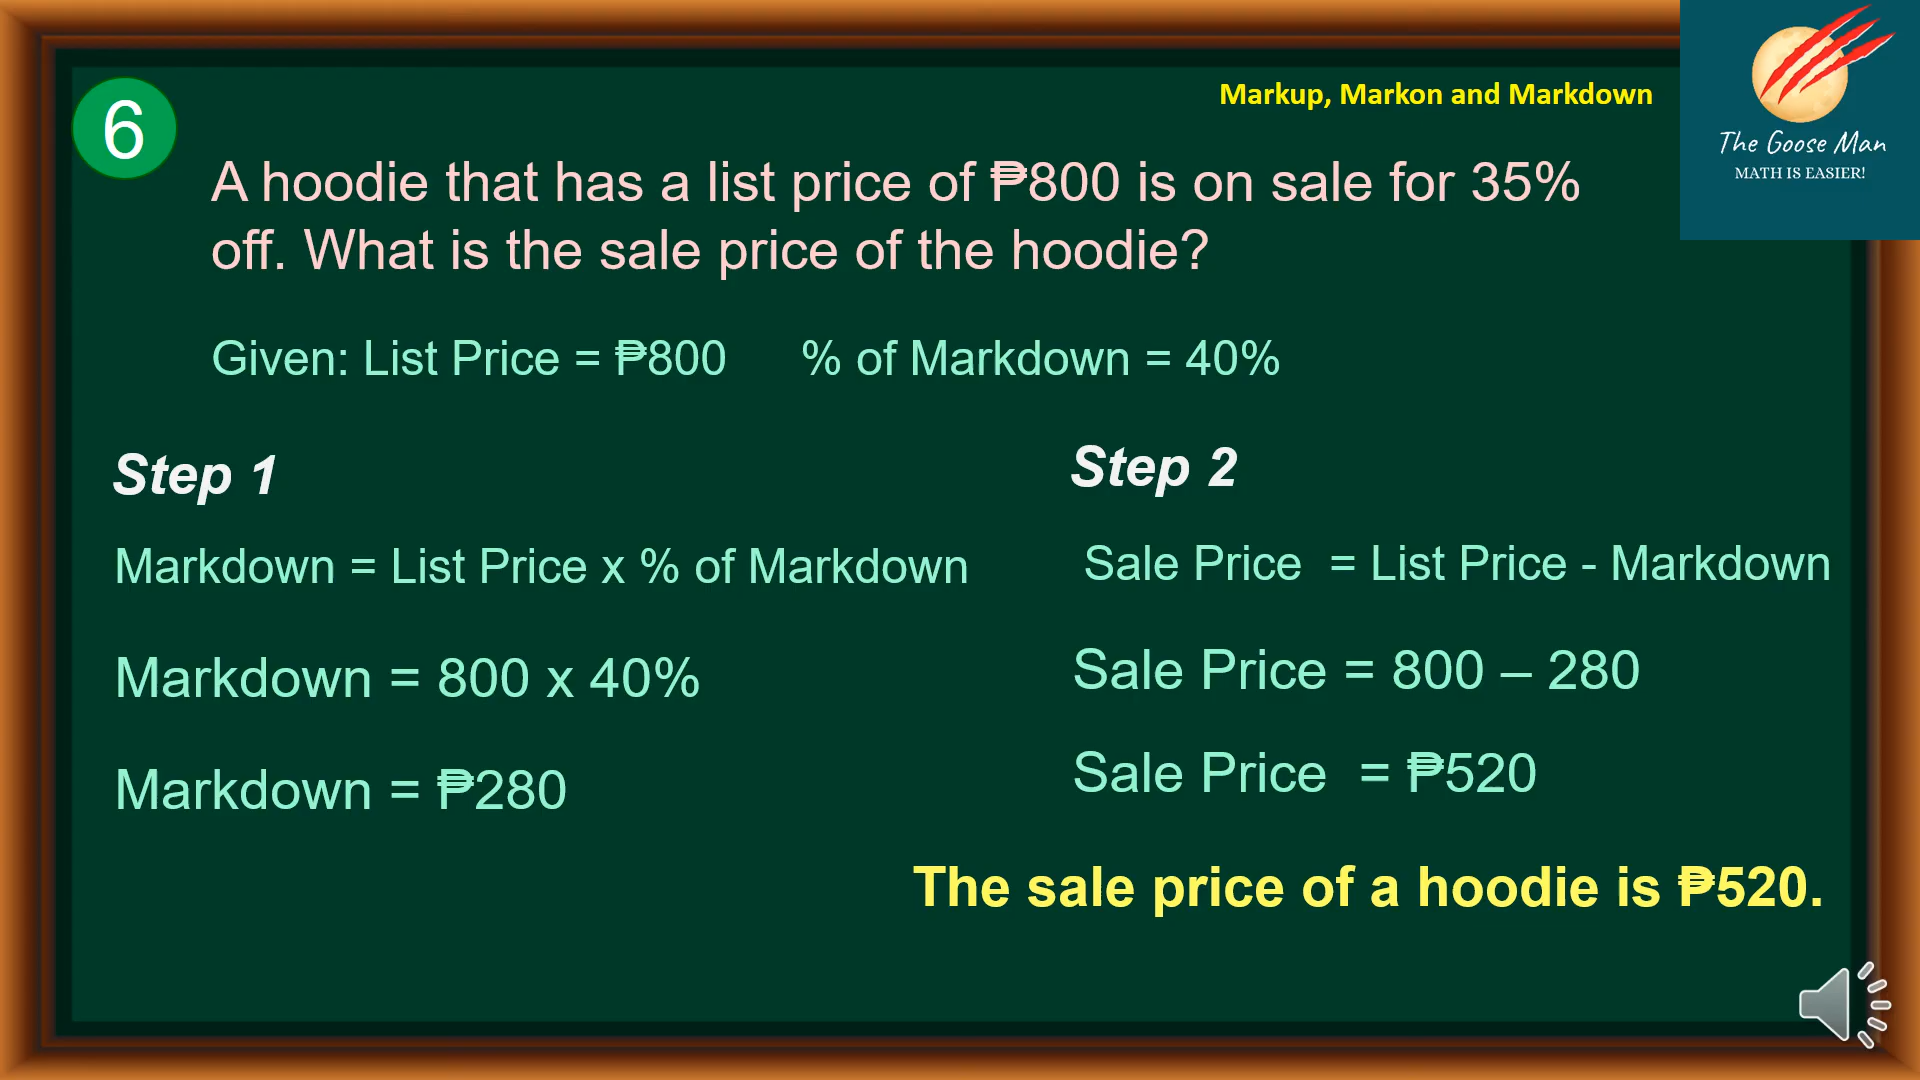 6
Markup, Markon and Markdown
The Goose Man
MATH IS EASIER!
A hoodie that has a list price of ₱800 is on sale for 35%
off. What is the sale price of the hoodie?
Given: List Price = ₱800 % of Markdown = 40%
Step 1
Markdown = List Price x % of Markdown
Markdown = 800 x 40%
Markdown = ₱280
Step 2
Sale Price = List Price - Markdown
Sale Price = 800 – 280
Sale Price = ₱520
The sale price of a hoodie is ₱520.